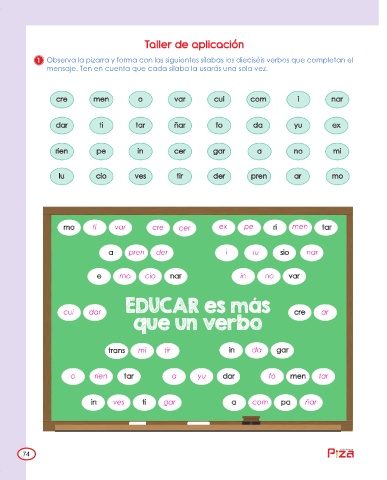 Taller de aplicación
1 Observa la pizarra y forma con las siguientes sílabas los dieciséis verbos que completan el
mensaje. Ten en cuenta que cada sílaba la usarás una sola vez.
cre men o var cui com i nar
dar ti tar ñar fo da yu ex
rien pe in cer gar a no mi
lu cio ves tir der pren ar mo
mo ti var cre cer ex pe ri men tar
a pren der i lu sio nar
e mo cio nar in no var
cui dar EDUCAR es más cre ar
que un verbo
trans mi tir in da gar
o rien tar a yu dar fo men tar
in ves ti gar a com pa ñar
74 Piza